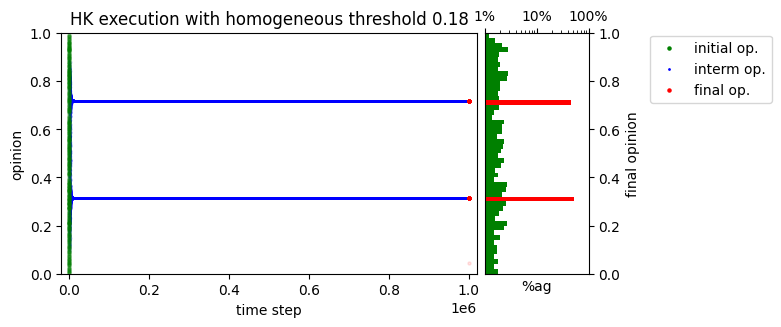 HK execution with homogeneous threshold 0.18
1% 10% 100%
1.0
0.8
0.6
0.4
0.2
0.0
opinion
0.0 0.2 0.4 0.6 0.8 1.0
1e6
time step
%ag
1.0
0.8
0.6
0.4
0.2
0.0
final opinion
initial op.
interm op.
final op.